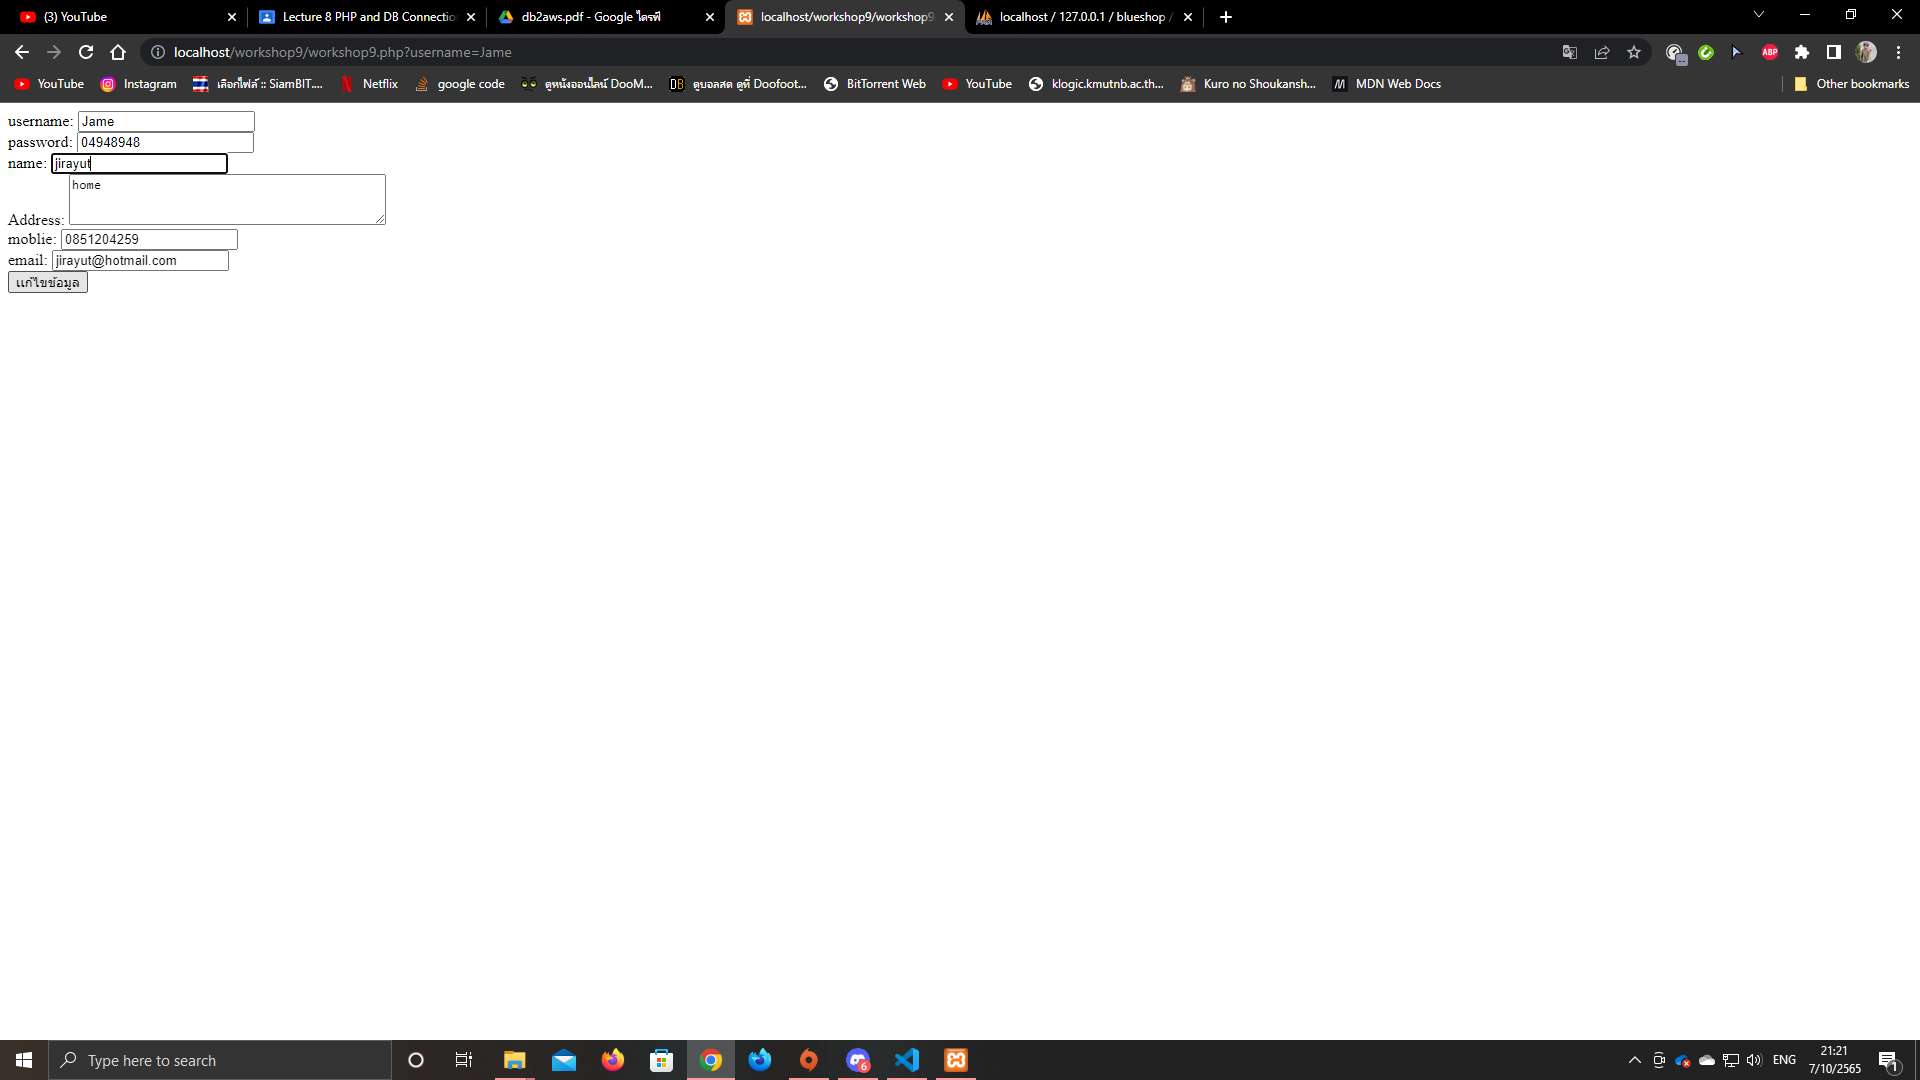 (3) YouTube
Lecture 8 PHP and DB Connectio
db2aws.pdf - Google ไดรฟ์
localhost/workshop9/workshop9
localhost / 127.0.0.1 / blueshop /
localhost/workshop9/workshop9.php?username=Jame
ABP
YouTube
Instagram
เลือกไฟล์ :: SiamBIT....
Netflix
google code
ดูหนังออนไลน์ DooM...
DB
ดูบอลสด ดูที่ Doofoot...
BitTorrent Web
YouTube
klogic.kmutnb.ac.th...
Kuro no Shoukansh...
MDN Web Docs
Other bookmarks
username: Jame
password: 04948948
name: jirayut
home
Address:
moblie: 0851204259
email: jirayut@hotmail.com
แก้ไขข้อมูล
Type here to search
6
ENG
21:21
7/10/2565
1